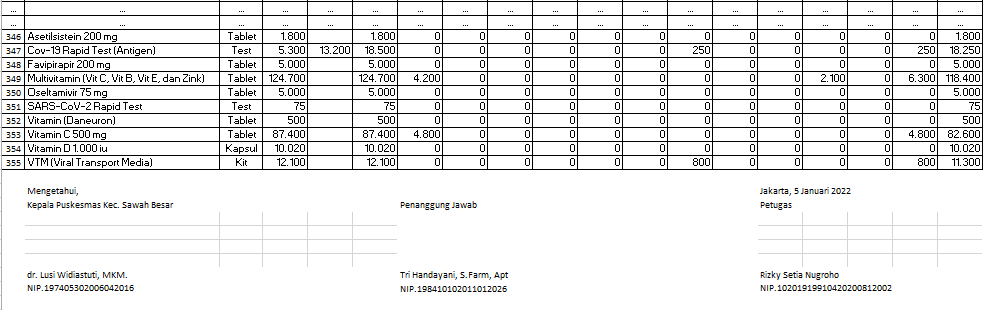 ... ... ... ... ... ... ... ... ... ... ... ... ... ... ... ... ... ... ...
... ... ... ... ... ... ... ... ... ... ... ... ... ... ... ... ... ... ...
346 Asetilsistein 200 mg Tablet 1.800 1.800 0 0 0 0 0 0 0 0 0 0 0 0 1.800
347 Cov-19 Rapid Test (Antigen) Test 5.300 13.200 18.500 0 0 0 0 0 0 250 0 0 0 0 250 18.250
348 Favipirapir 200 mg Tablet 5.000 5.000 0 0 0 0 0 0 0 0 0 0 0 0 5.000
349 Multivitamin (Vit C, Vit B, Vit E, dan Zink) Tablet 124.700 124.700 4.200 0 0 0 0 0 0 0 0 2.100 0 6.300 118.400
350 Oseltamivir 75 mg Tablet 5.000 5.000 0 0 0 0 0 0 0 0 0 0 0 0 5.000
351 SARS-CoV-2 Rapid Test Test 75 75 0 0 0 0 0 0 0 0 0 0 0 0 75
352 Vitamin (Daneuron) Tablet 500 500 0 0 0 0 0 0 0 0 0 0 0 0 500
353 Vitamin C 500 mg Tablet 87.400 87.400 4.800 0 0 0 0 0 0 0 0 0 0 4.800 82.600
354 Vitamin D 1.000 iu Kapsul 10.020 10.020 0 0 0 0 0 0 0 0 0 0 0 0 10.020
355 VTM (Viral Transport Media) Kit 12.100 12.100 0 0 0 0 0 0 800 0 0 0 0 800 11.300
Mengetahui, Jakarta, 5 Januari 2022
Kepala Puskesmas Kec. Sawah Besar Penanggung Jawab Petugas
dr. Lusi Widiastuti, MKM. Tri Handayani, S.Farm, Apt Rizky Setia Nugroho
NIP.197405302006042016 NIP.198410102011012026 NIP.10201919910420200812002